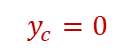 y_c = 0